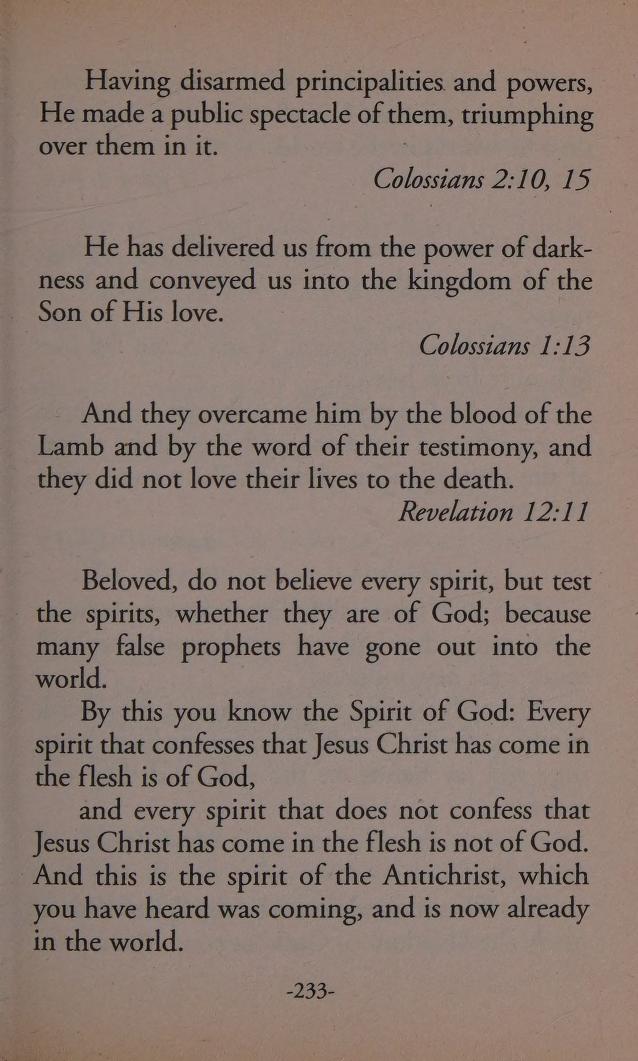 Having disarmed principalities and powers,
He made a public spectacle of them, triumphing
over them in it.
Colossians 2:10, 15
He has delivered us from the power of dark-
ness and conveyed us into the kingdom of the
Son of His love.
Colossians 1:13
And they overcame him by the blood of the
Lamb and by the word of their testimony, and
they did not love their lives to the death.
Revelation 12:11
Beloved, do not believe every spirit, but test
the spirits, whether they are of God; because
many false prophets have gone out into the
world.
By this you know the Spirit of God: Every
spirit that confesses that Jesus Christ has come in
the flesh is of God,
and every spirit that does not confess that
Jesus Christ has come in the flesh is not of God.
And this is the spirit of the Antichrist, which
you have heard was coming, and is now already
in the world.
-233-